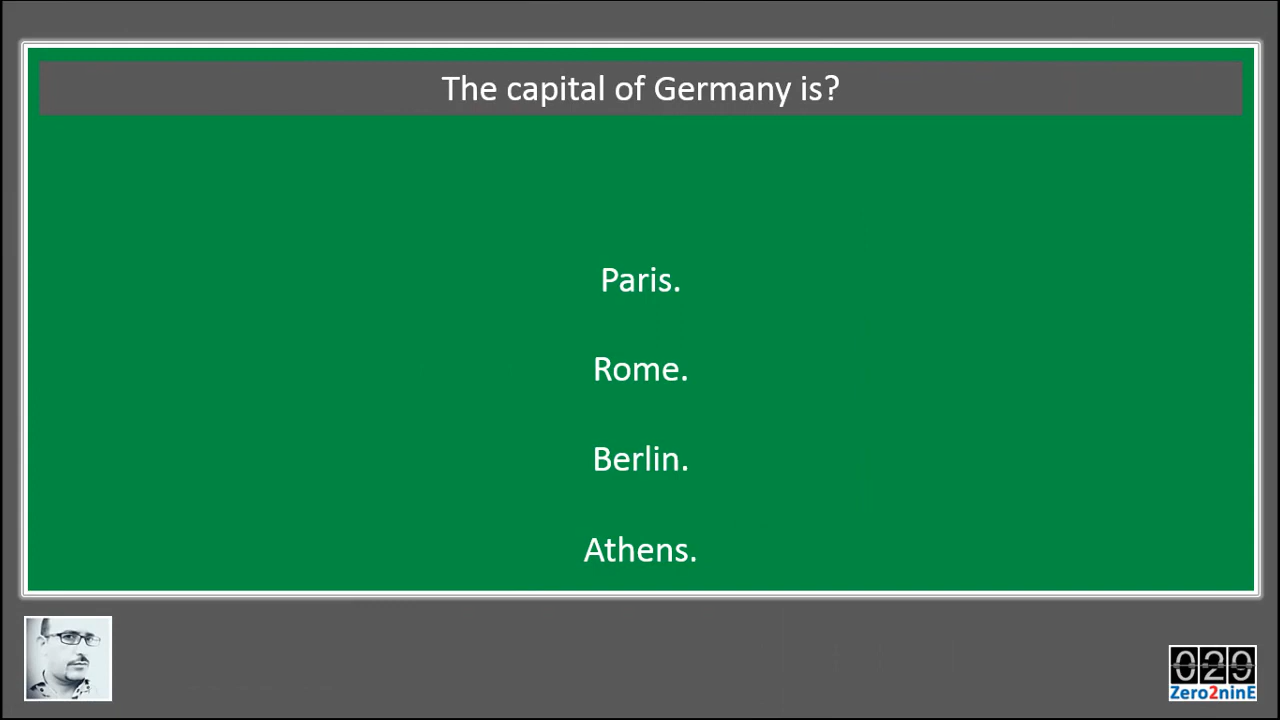 The capital of Germany is?
Paris.
Rome.
Berlin.
Athens.
029
Zero2ninE